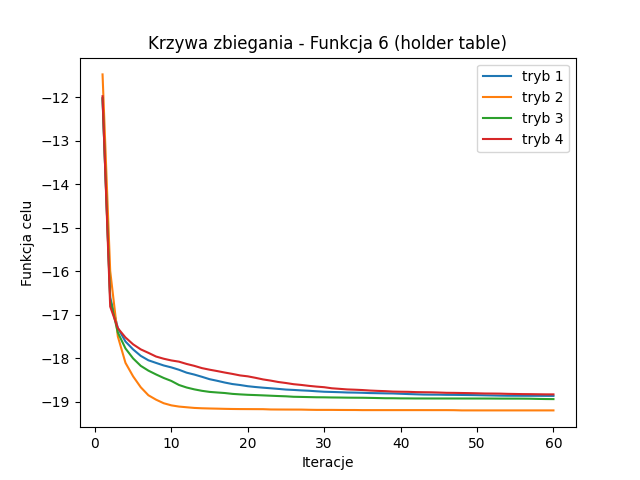 Krzywa zbiegania - Funkcja 6 (holder table)
tryb 1
tryb 2
tryb 3
tryb 4
−12
−13
−14
−15
−16
−17
−18
−19
Funkcja celu
0 10 20 30 40 50 60
Iteracje